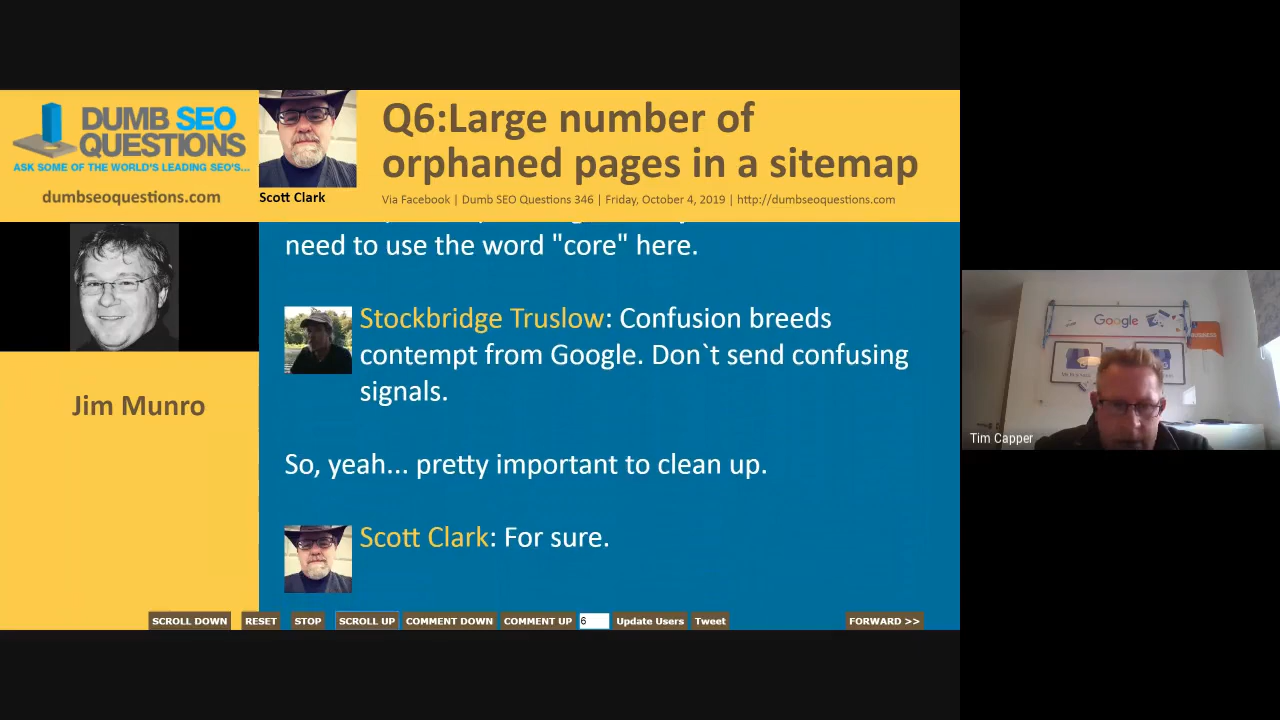 DUMB SEO
QUESTIONS
ASK SOME OF THE WORLD'S LEADING SEO'S...
dumbseoquestions.com
Scott Clark
Q6:Large number of
orphaned pages in a sitemap
Via Facebook | Dumb SEO Questions 346 | Friday, October 4, 2019 | http://dumbseoquestions.com
Jim Munro
need to use the word "core" here.
Stockbridge Truslow: Confusion breeds
contempt from Google. Don`t send confusing
signals.
So, yeah... pretty important to clean up.
Scott Clark: For sure.
SCROLL DOWN
RESET
STOP
SCROLL UP
COMMENT DOWN
COMMENT UP
6
Update Users
Tweet
FORWARD >>
Google
Tim Capper